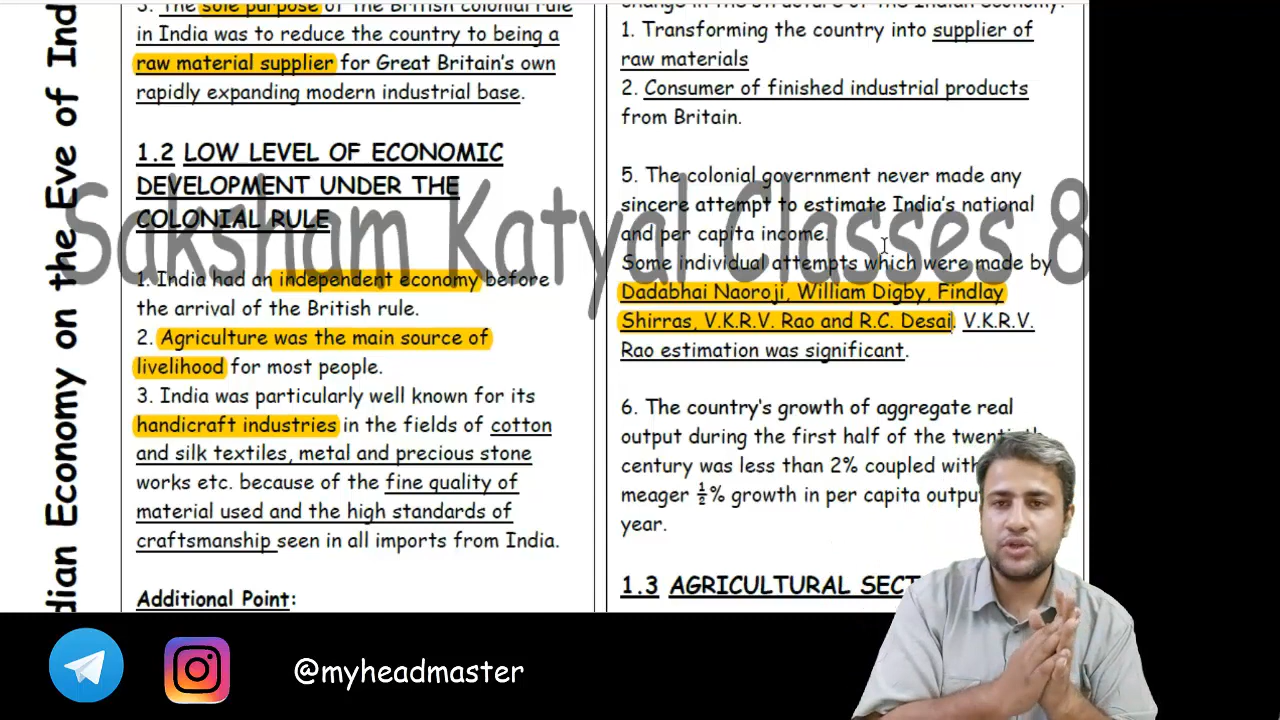 Indian Economy on the Eve of Ind
3. The sole purpose of the British colonial rule
in India was to reduce the country to being a
raw material supplier for Great Britain's own
rapidly expanding modern industrial base.
1.2 LOW LEVEL OF ECONOMIC
DEVELOPMENT UNDER THE
COLONIAL RULE
1. India had an independent economy before
the arrival of the British rule.
2. Agriculture was the main source of
livelihood for most people.
3. India was particularly well known for its
handicraft industries in the fields of cotton
and silk textiles, metal and precious stone
works etc. because of the fine quality of
material used and the high standards of
craftsmanship seen in all imports from India.
Additional Point:
change in the structure of the Indian economy.
1. Transforming the country into supplier of
raw materials
2. Consumer of finished industrial products
from Britain.
5. The colonial government never made any
sincere attempt to estimate India's national
and per capita income.
Some individual attempts which were made by
Dadabhai Naoroji, William Digby, Findlay
Shirras, V.K.R.V. Rao and R.C. Desai. V.K.R.V.
Rao estimation was significant.
6. The country's growth of aggregate real
output during the first half of the twentieth
century was less than 2% coupled with
meager ½% growth in per capita output
year.
1.3 AGRICULTURAL SECT
Saksham Katyal Classes 8
@myheadmaster